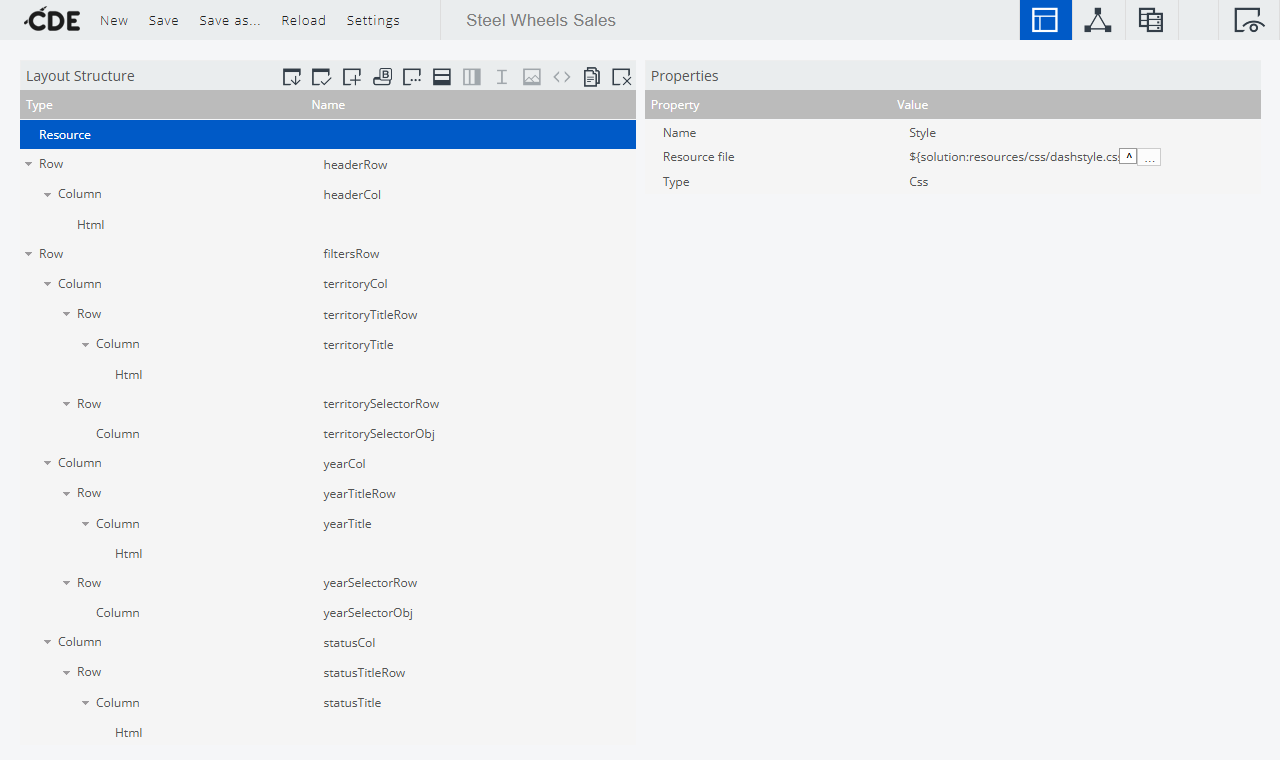 CDE New Save Save as... Reload Settings Steel Wheels Sales
Layout Structure
B
Properties
Type Name
Property Value
Resource
Name Style
Row headerRow
Resource file ${solution:resources/css/dashstyle.cs ^ ...
Column headerCol
Type Css
Html
Row filtersRow
Column territoryCol
Row territoryTitleRow
Column territoryTitle
Html
Row territorySelectorRow
Column territorySelectorObj
Column yearCol
Row yearTitleRow
Column yearTitle
Html
Row yearSelectorRow
Column yearSelectorObj
Column statusCol
Row statusTitleRow
Column statusTitle
Html